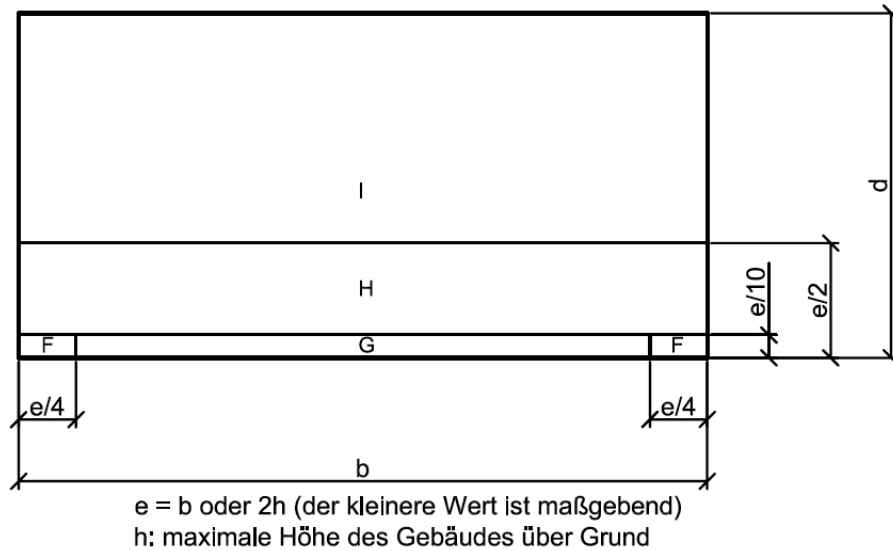 I
d
H
e/10
e/2
F
G
F
e/4
e/4
b
e = b oder 2h (der kleinere Wert ist maßgebend)
h: maximale Höhe des Gebäudes über Grund